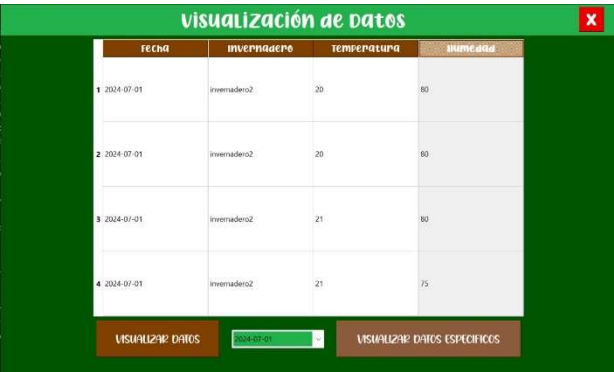 Visualización de Datos X
Fecha Invernadero Temperatura Humedad
1 2024-07-01 invernadero2 20 80
2 2024-07-01 invernadero2 20 80
3 2024-07-01 invernadero2 21 80
4 2024-07-01 invernadero2 21 75
VISUALIZAR DATOS 2024-07-01 VISUALIZAR DATOS ESPECIFICOS